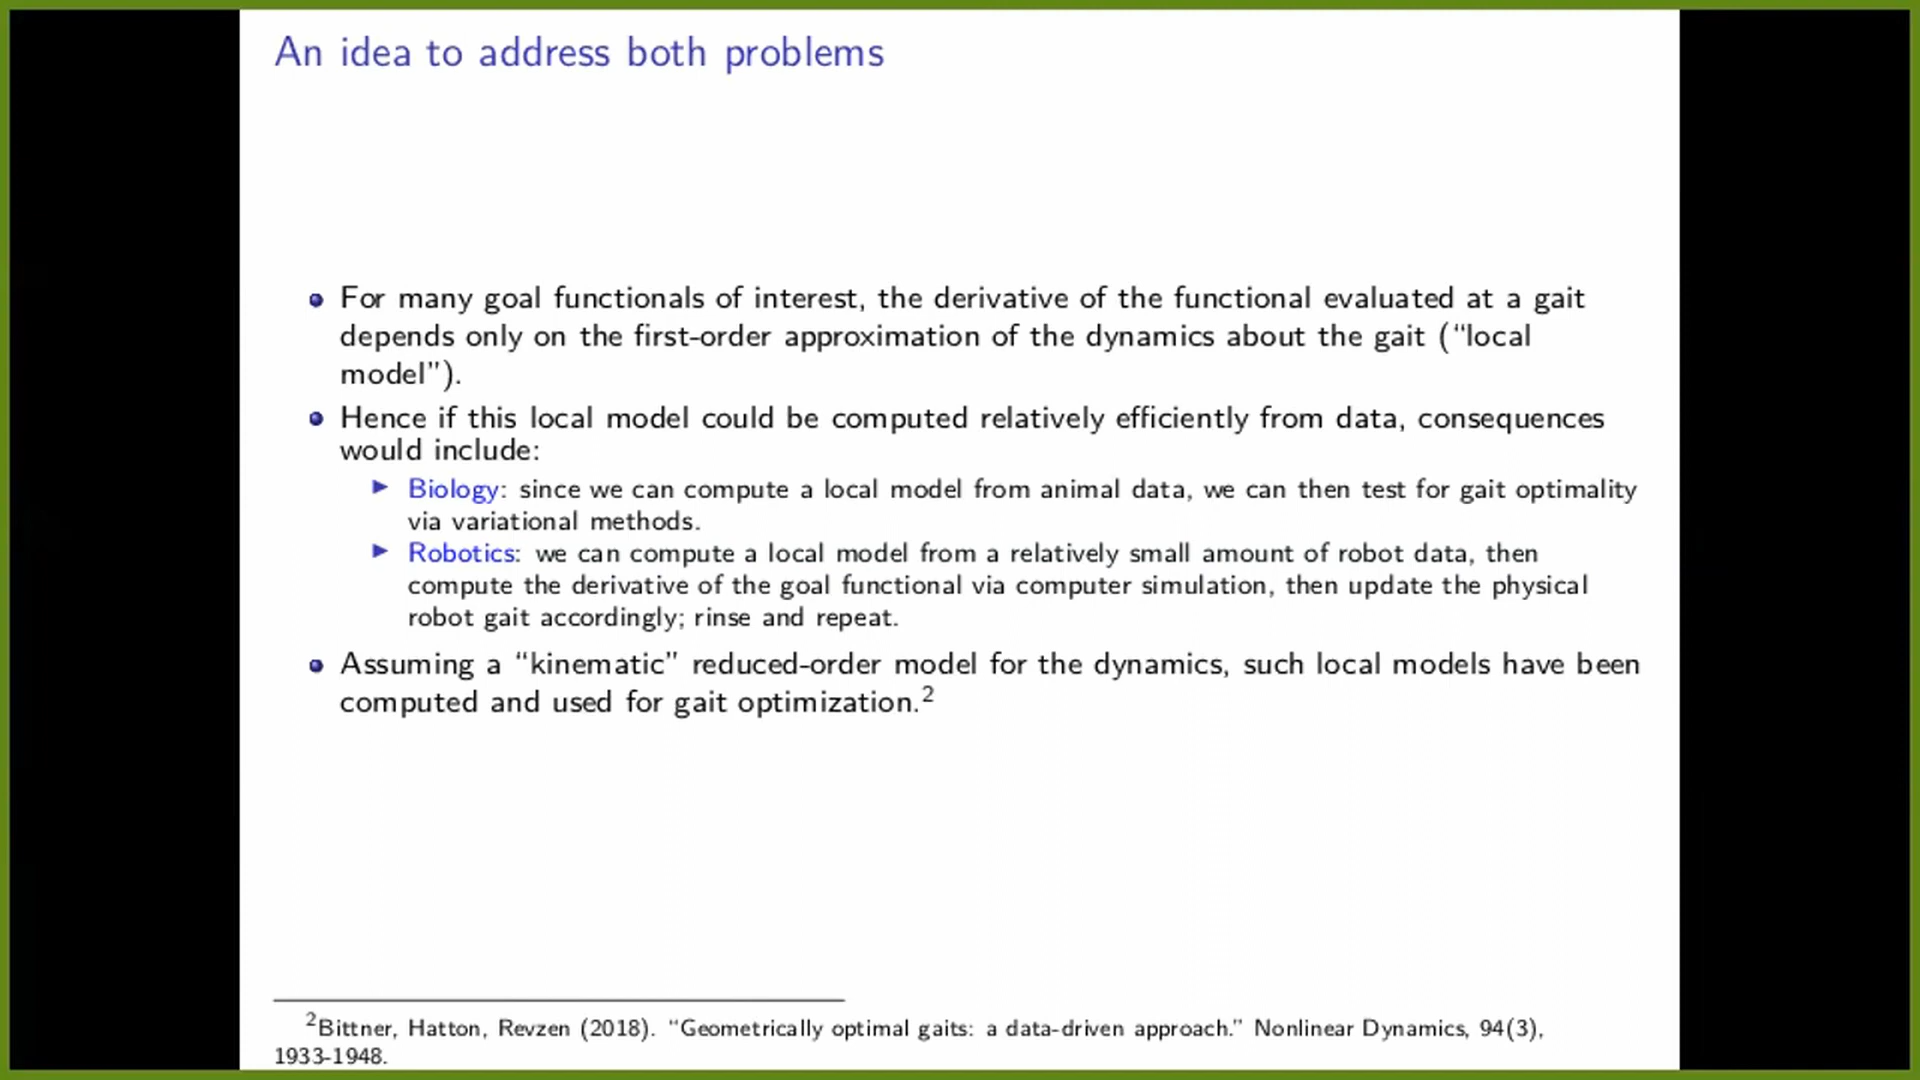 An idea to address both problems
For many goal functionals of interest, the derivative of the functional evaluated at a gait
depends only on the first-order approximation of the dynamics about the gait (“local
model”).
Hence if this local model could be computed relatively efficiently from data, consequences
would include:
Biology: since we can compute a local model from animal data, we can then test for gait optimality
via variational methods.
Robotics: we can compute a local model from a relatively small amount of robot data, then
compute the derivative of the goal functional via computer simulation, then update the physical
robot gait accordingly; rinse and repeat.
Assuming a “kinematic” reduced-order model for the dynamics, such local models have been
computed and used for gait optimization.²
²Bittner, Hatton, Revzen (2018). “Geometrically optimal gaits: a data-driven approach.” Nonlinear Dynamics, 94(3),
1933-1948.